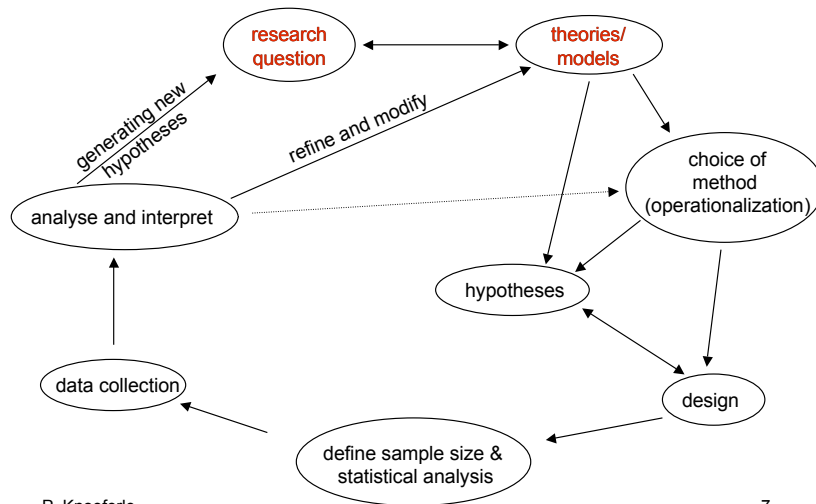 research
question
theories/
models
generating new
hypotheses
refine and modify
choice of
method
(operationalization)
analyse and interpret
hypotheses
data collection
design
define sample size &
statistical analysis
7